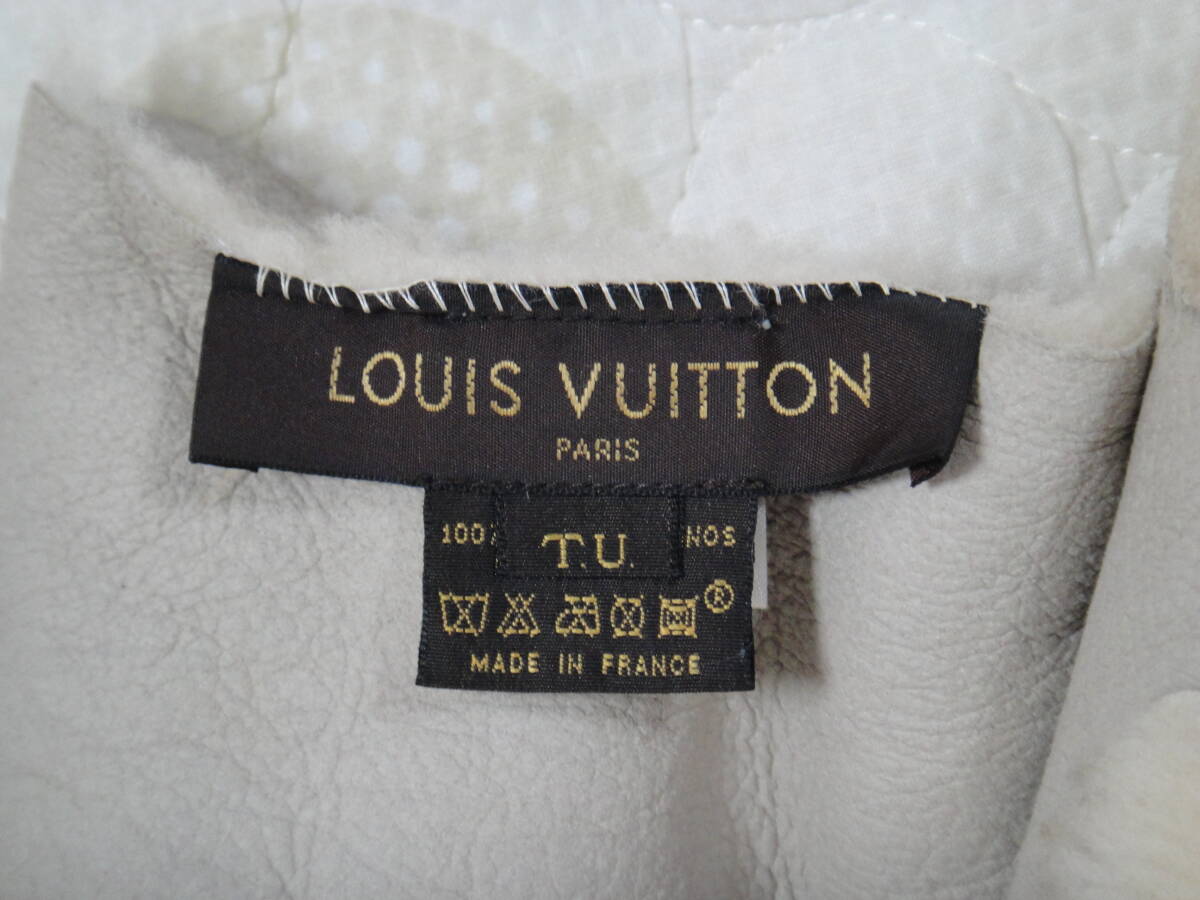 LOUIS VUITTON
PARIS
100% NOS
T.U.
®
MADE IN FRANCE